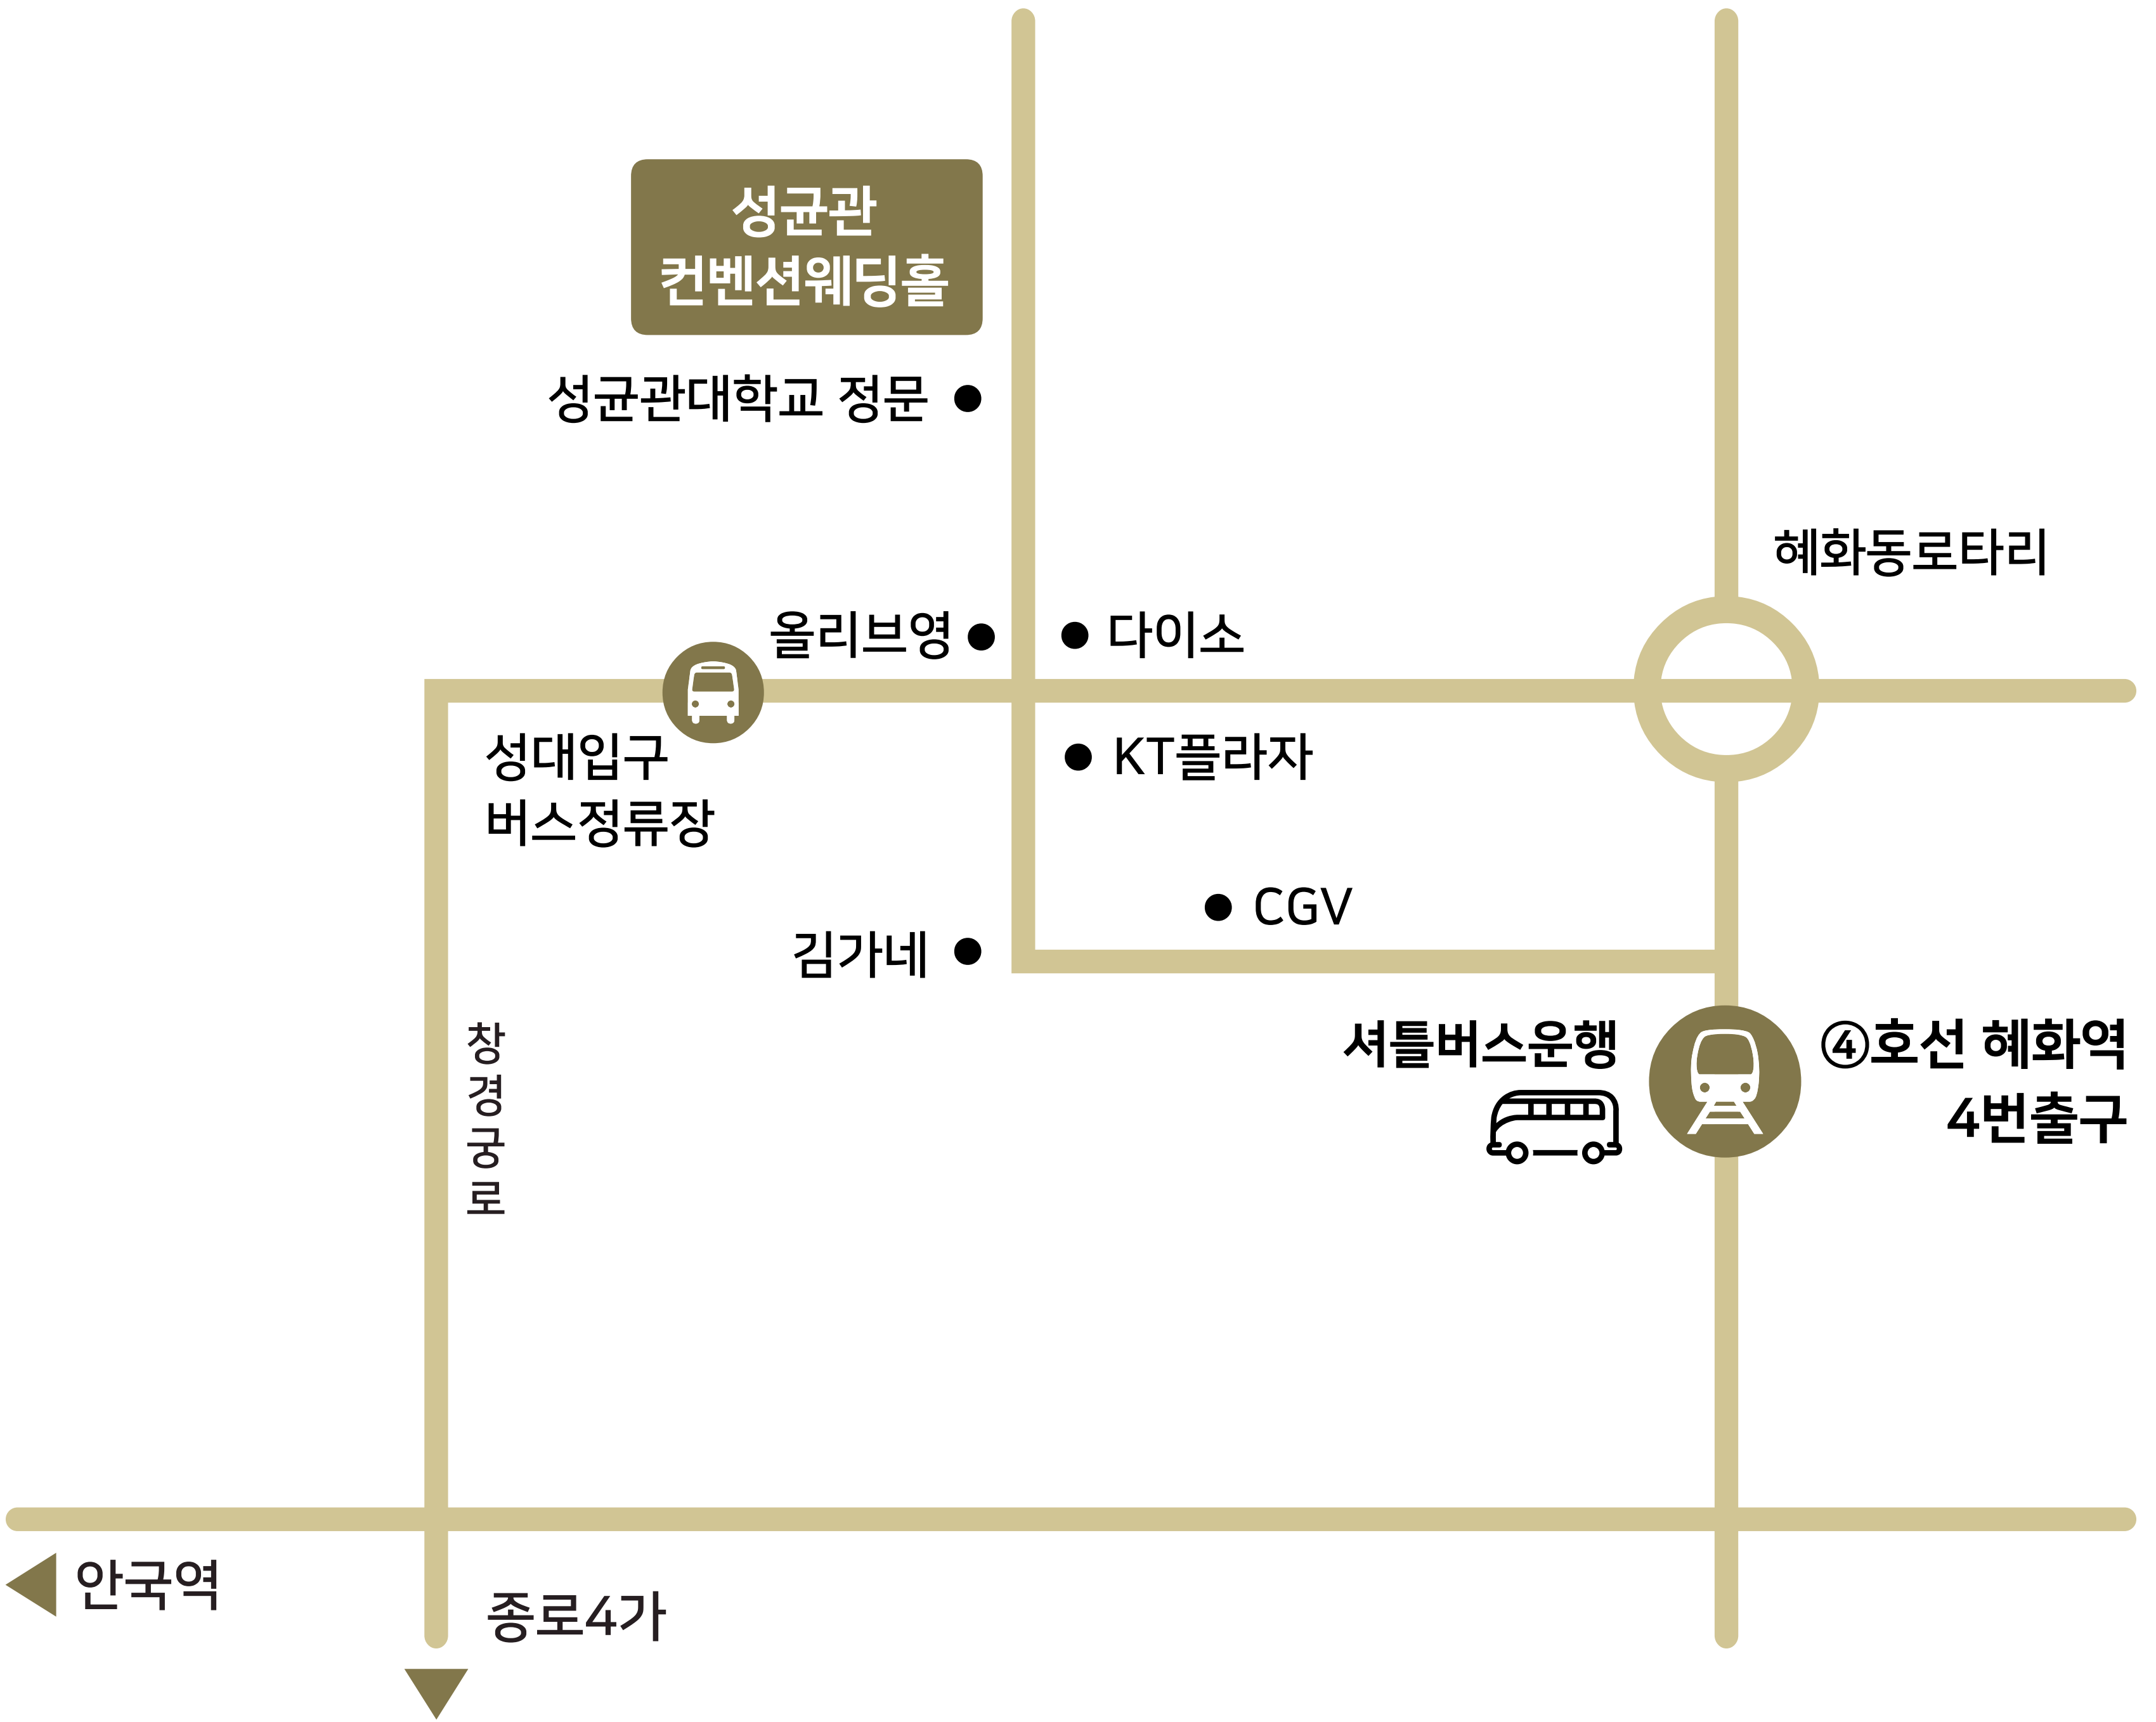 성균관
컨벤션웨딩홀
성균관대학교 정문
혜화동로타리
올리브영
다이소
성대입구
버스정류장
KT플라자
CGV
김가네
셔틀버스운행
④호선 혜화역
4번출구
창경궁로
안국역
종로4가